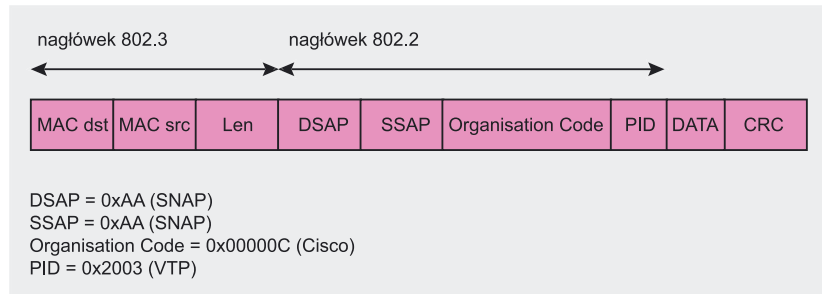 nagłówek 802.3 nagłówek 802.2
MAC dst MAC src Len DSAP SSAP Organisation Code PID DATA CRC
DSAP = 0xAA (SNAP)
SSAP = 0xAA (SNAP)
Organisation Code = 0x00000C (Cisco)
PID = 0x2003 (VTP)